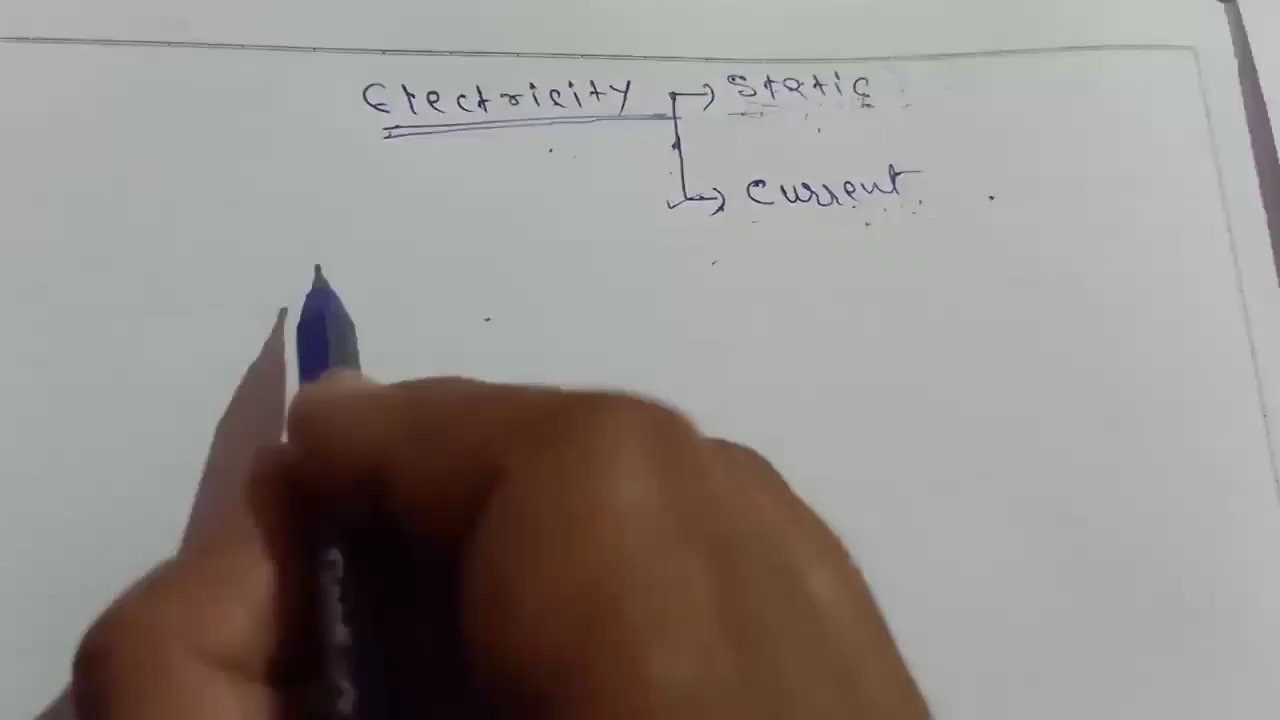 Electricity → Static
→ Current